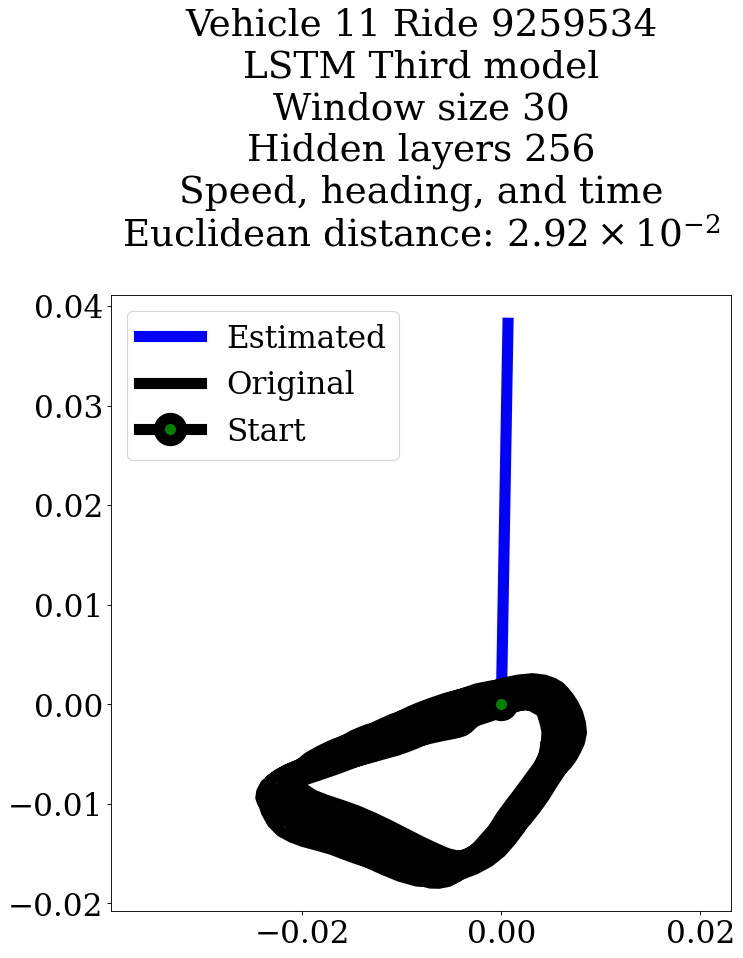 Vehicle 11 Ride 9259534
LSTM Third model
Window size 30
Hidden layers 256
Speed, heading, and time
Euclidean distance: 2.92 × 10⁻²
Estimated
Original
Start
0.04
0.03
0.02
0.01
0.00
−0.01
−0.02
−0.02
0.00
0.02